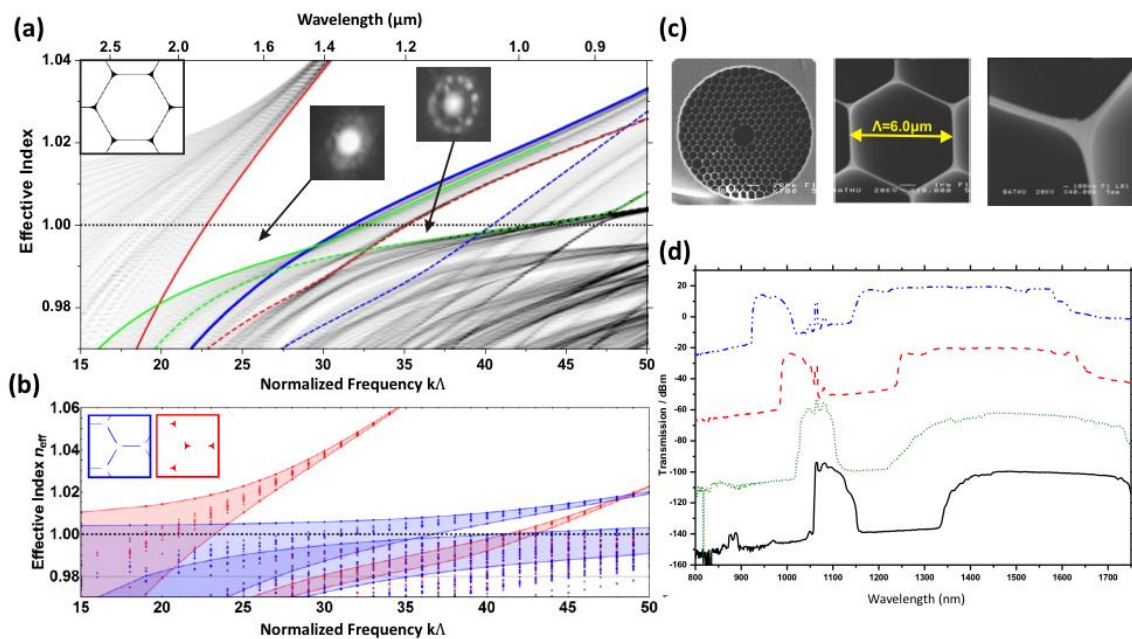 (a)
Wavelength (μm)
2.5 2.0 1.6 1.4 1.2 1.0 0.9
1.04
1.02
1.00
0.98
Effective Index
15 20 25 30 35 40 45 50
Normalized Frequency kΛ
(b)
1.06
1.04
1.02
1.00
0.98
Effective Index neff
15 20 25 30 35 40 45 50
Normalized Frequency kΛ
(c)
Λ=6.0μm
BATHU 20KV
(d)
20
0
-20
-40
-60
-80
-100
-120
-140
-160
Transmission / dBm
800 900 1000 1100 1200 1300 1400 1500 1600 1700
Wavelength (nm)